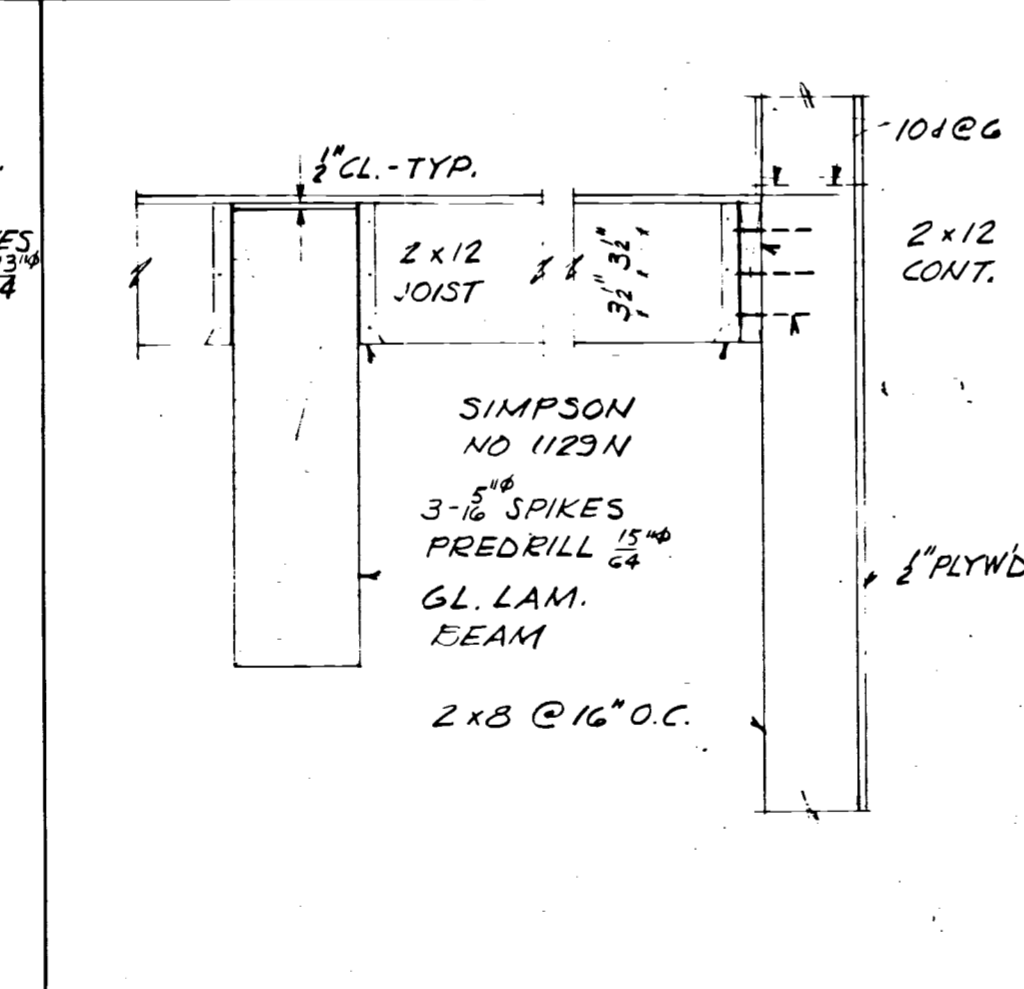 ES
10d@6
½"CL.-TYP.
2 x 12
JOIST
3½" 3½"
2 x 12
CONT.
SIMPSON
NO 1129N
3-5/16"φ SPIKES
PREDRILL 15/64"φ
GL. LAM.
BEAM
½"PLYW'D
2 x 8 @ 16" O.C.